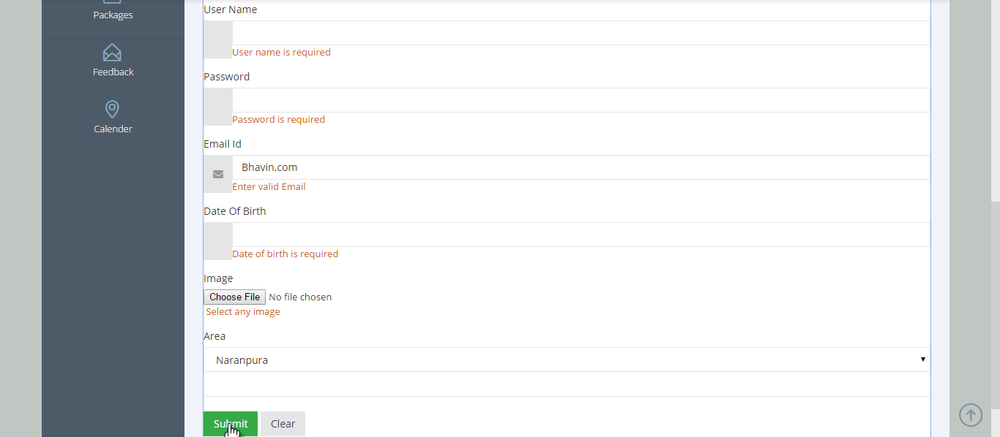 Packages
Feedback
Calender
User Name
User name is required
Password
Password is required
Email Id
Bhavin.com
Enter valid Email
Date Of Birth
Date of birth is required
Image
Choose File No file chosen
Select any image
Area
Naranpura
Submit Clear